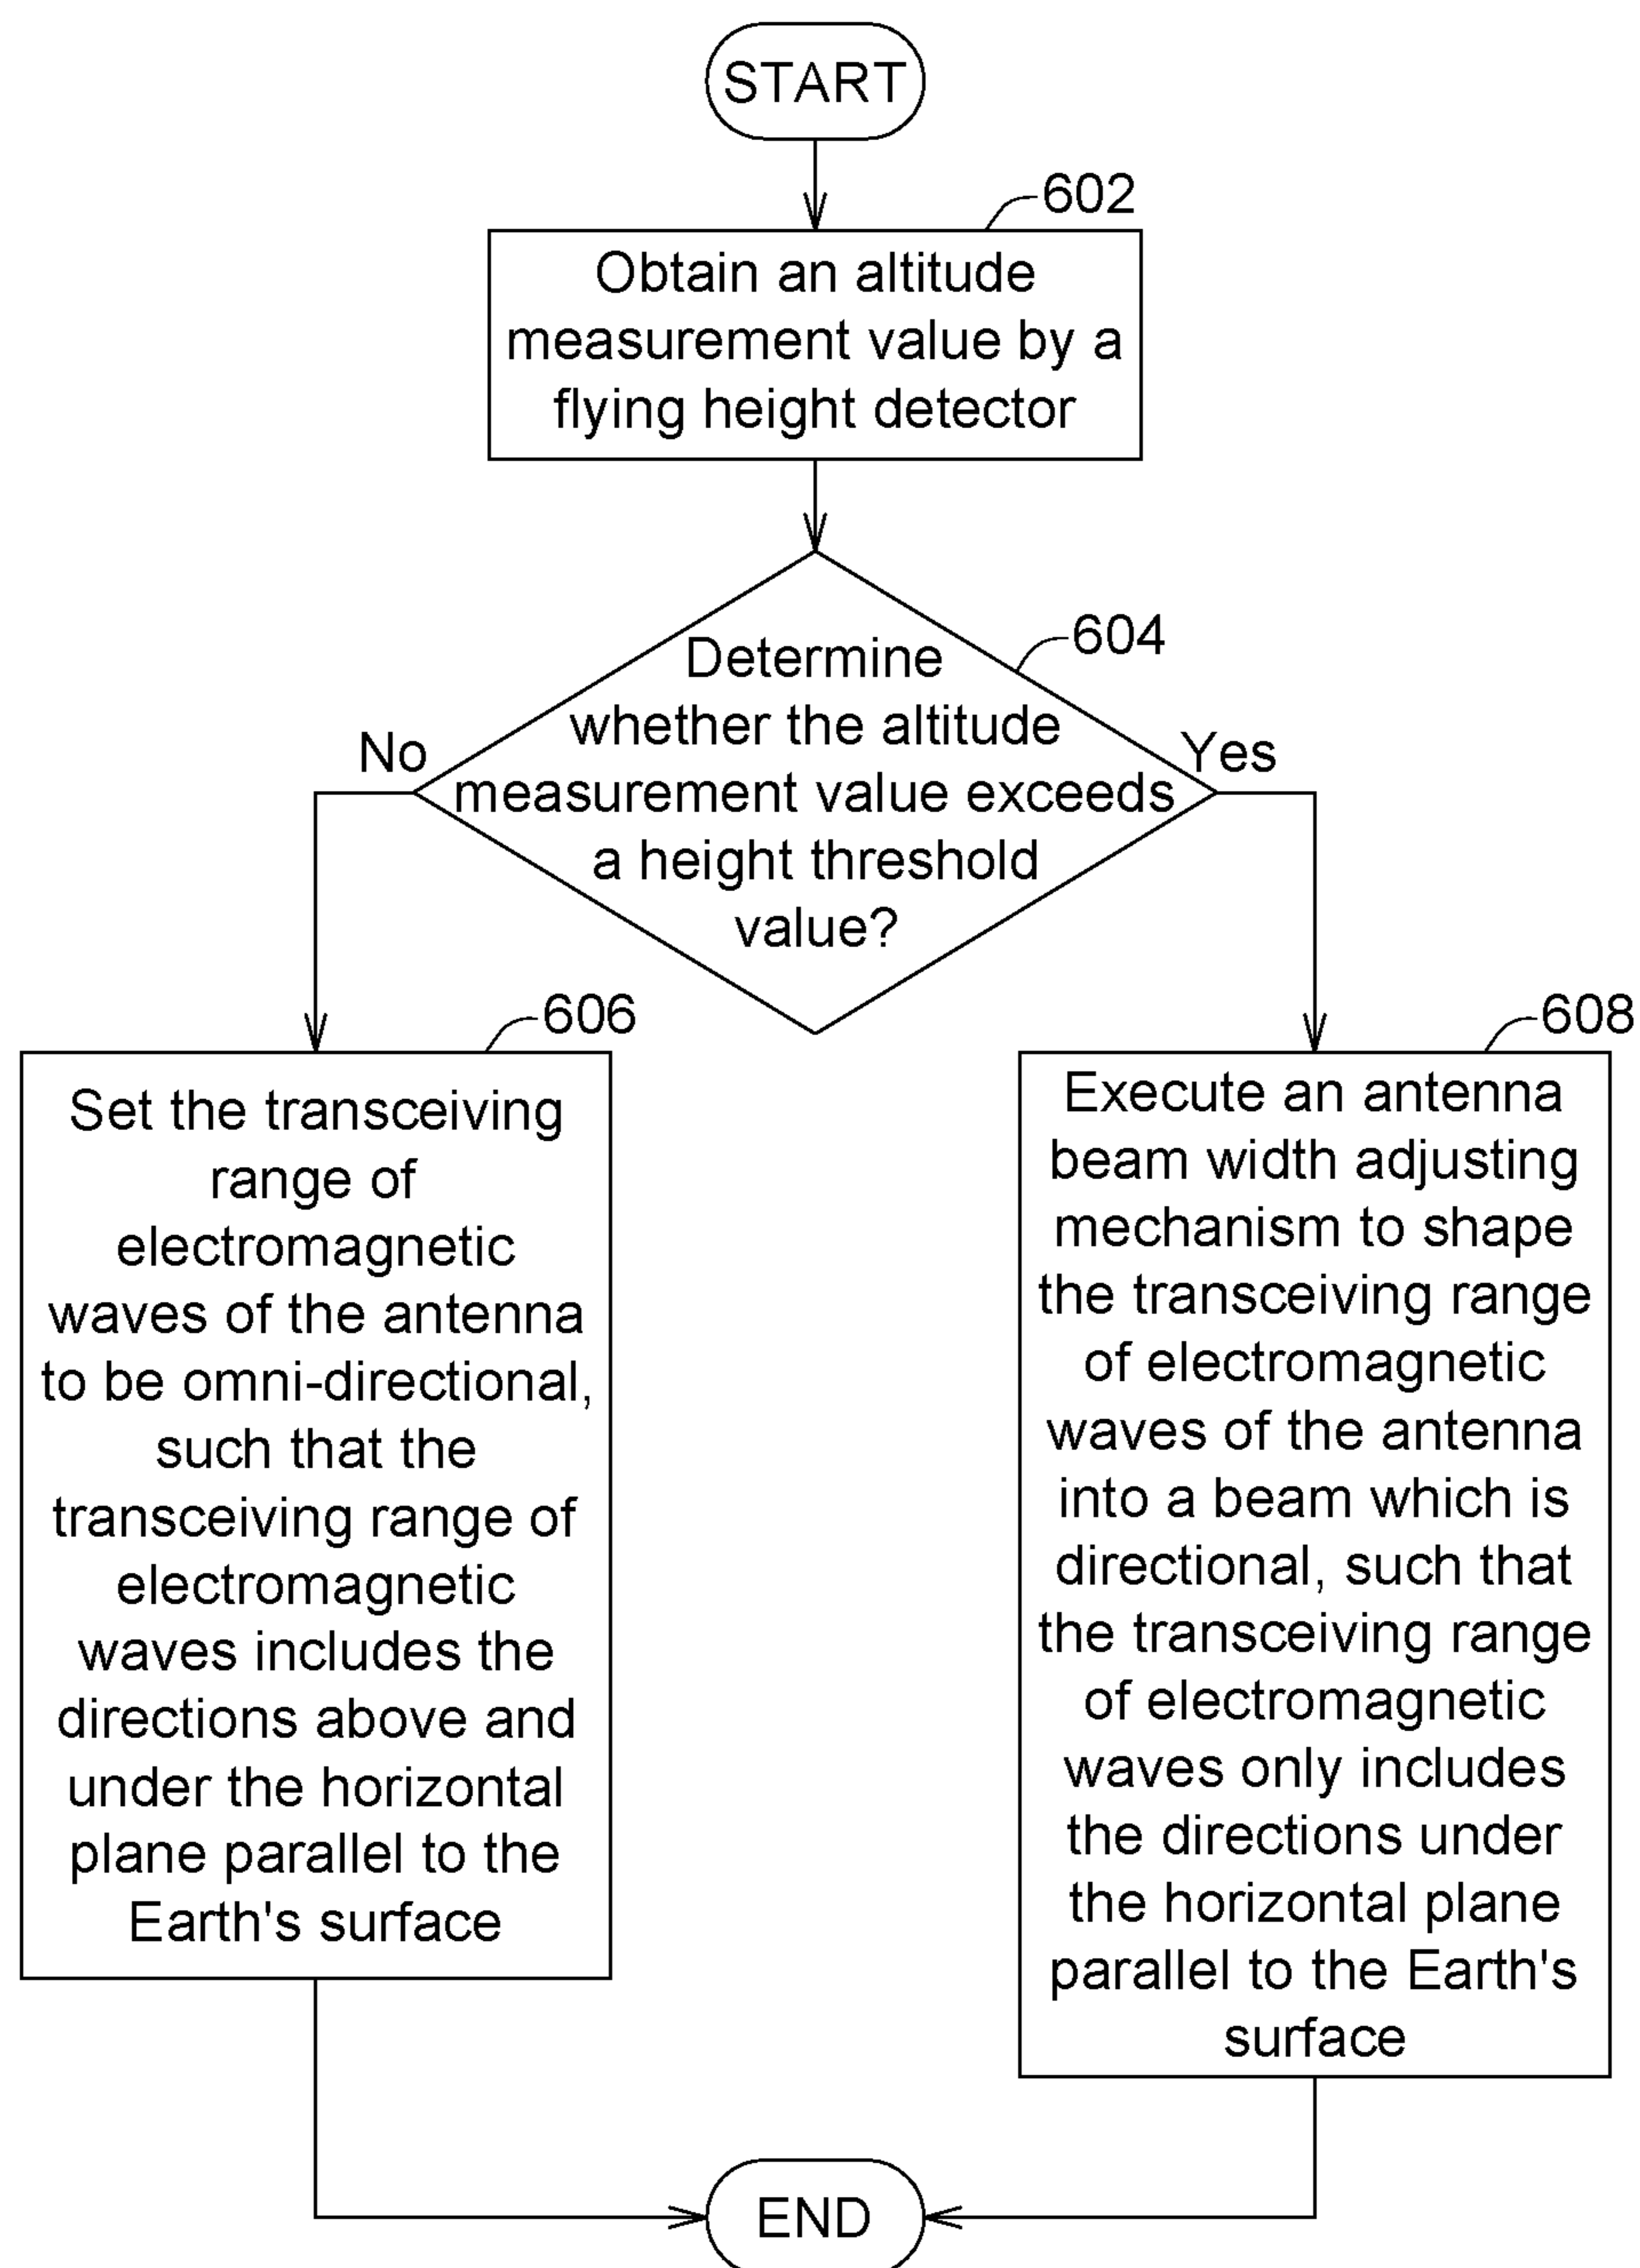 START
602
Obtain an altitude
measurement value by a
flying height detector
604
Determine
whether the altitude
measurement value exceeds
a height threshold
value?
No
Yes
606
Set the transceiving
range of
electromagnetic
waves of the antenna
to be omni-directional,
such that the
transceiving range of
electromagnetic
waves includes the
directions above and
under the horizontal
plane parallel to the
Earth's surface
608
Execute an antenna
beam width adjusting
mechanism to shape
the transceiving range
of electromagnetic
waves of the antenna
into a beam which is
directional, such that
the transceiving range
of electromagnetic
waves only includes
the directions under
the horizontal plane
parallel to the Earth's
surface
END